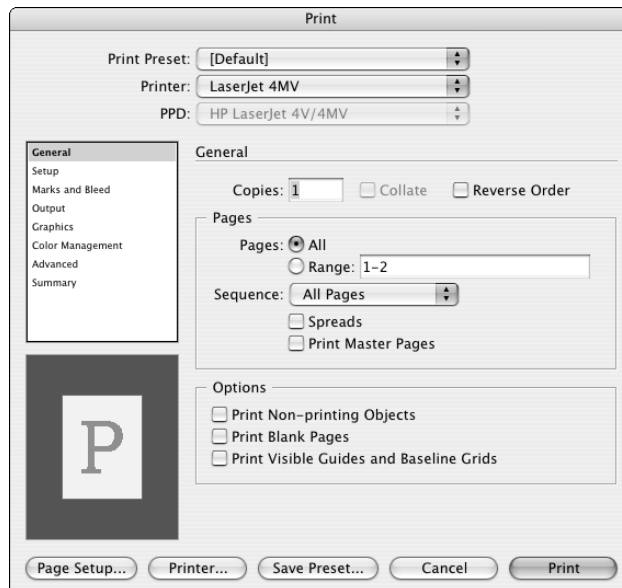 Print
Print Preset: [Default]
Printer: LaserJet 4MV
PPD: HP LaserJet 4V/4MV
General
Setup
Marks and Bleed
Output
Graphics
Color Management
Advanced
Summary
P
General
Copies: 1 Collate Reverse Order
Pages
Pages: All
Range: 1-2
Sequence: All Pages
Spreads
Print Master Pages
Options
Print Non-printing Objects
Print Blank Pages
Print Visible Guides and Baseline Grids
Page Setup... Printer... Save Preset... Cancel Print